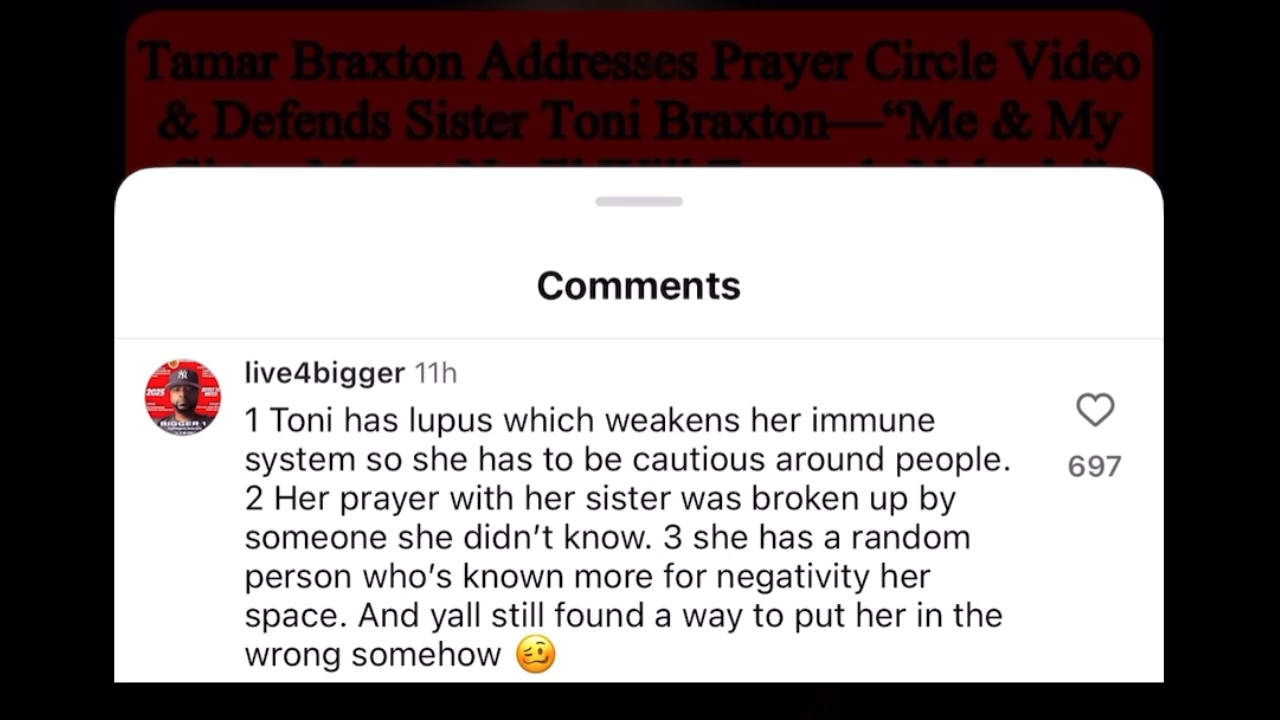 Tamar Braxton Addresses Prayer Circle Video
& Defends Sister Toni Braxton—“Me & My
Comments
live4bigger 11h
1 Toni has lupus which weakens her immune
system so she has to be cautious around people.
2 Her prayer with her sister was broken up by
someone she didn’t know. 3 she has a random
person who’s known more for negativity her
space. And yall still found a way to put her in the
wrong somehow 🥴
697
2025
BIGGER 1